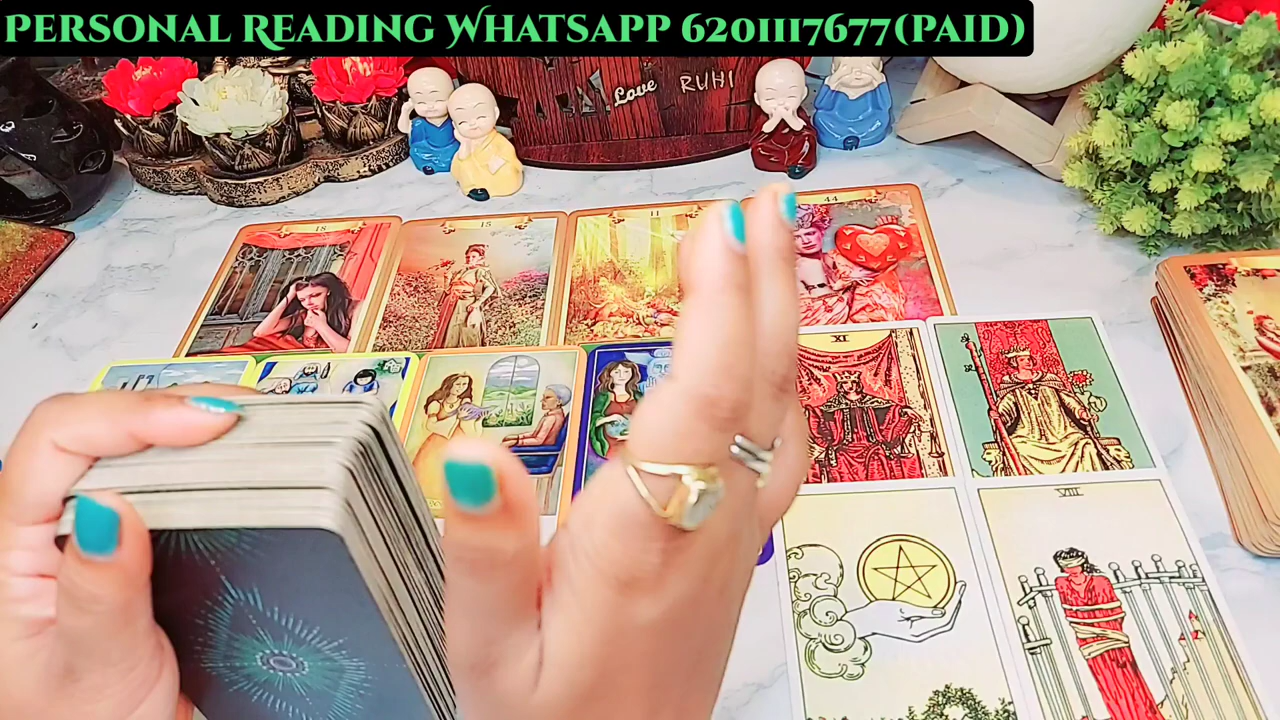 Personal Reading WhatsApp 6201117677(Paid)
Love RUHI
18
15
11
44
XI
VIII